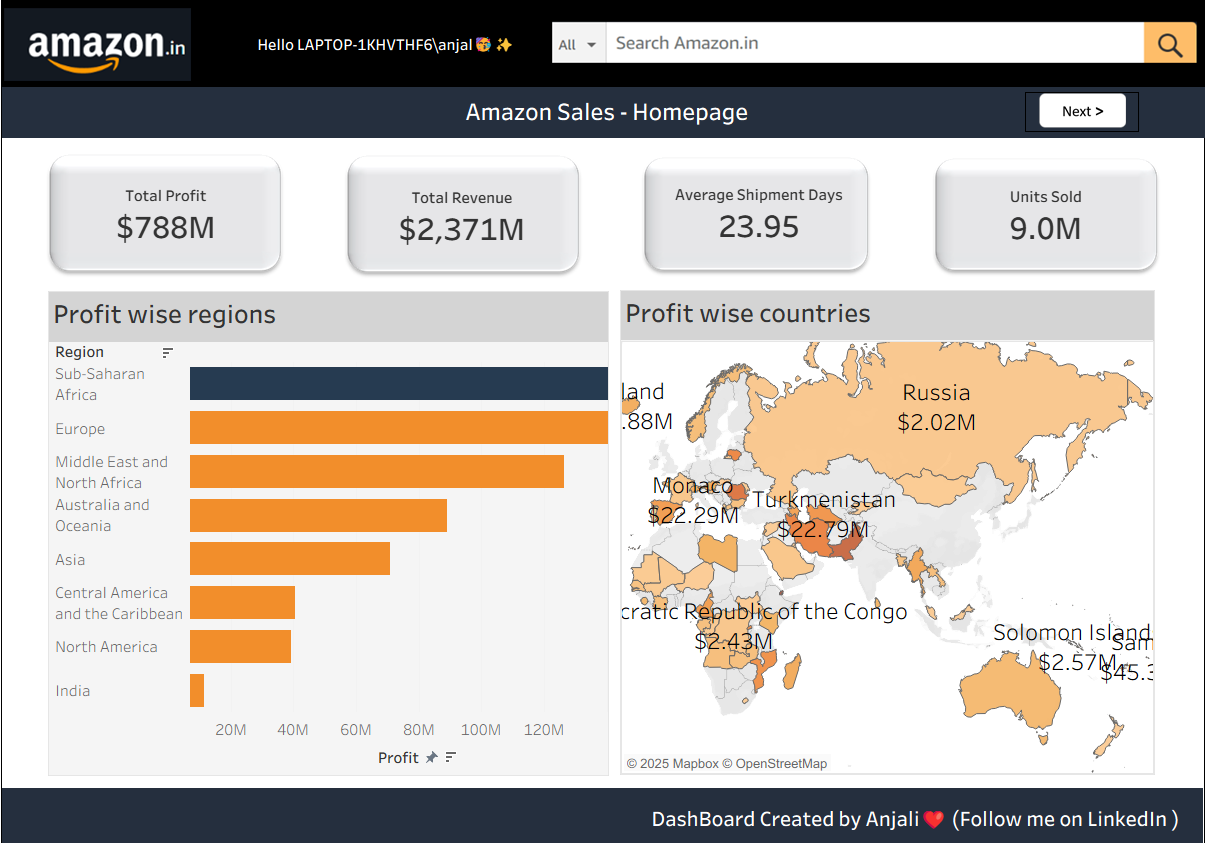 amazon.in
Hello LAPTOP-1KHVTHF6\anjal 🥳 ✨
All
Search Amazon.in
Amazon Sales - Homepage
Next >
Total Profit
$788M
Total Revenue
$2,371M
Average Shipment Days
23.95
Units Sold
9.0M
Profit wise regions
Region
Sub-Saharan
Africa
Europe
Middle East and
North Africa
Australia and
Oceania
Asia
Central America
and the Caribbean
North America
India
20M 40M 60M 80M 100M 120M
Profit
Profit wise countries
land
.88M
Russia
$2.02M
Monaco
$22.29M
Turkmenistan
$22.79M
cratic Republic of the Congo
$2.43M
Solomon Island
$2.57M
Sam
$45.3
© 2025 Mapbox © OpenStreetMap
DashBoard Created by Anjali❤️ (Follow me on LinkedIn )